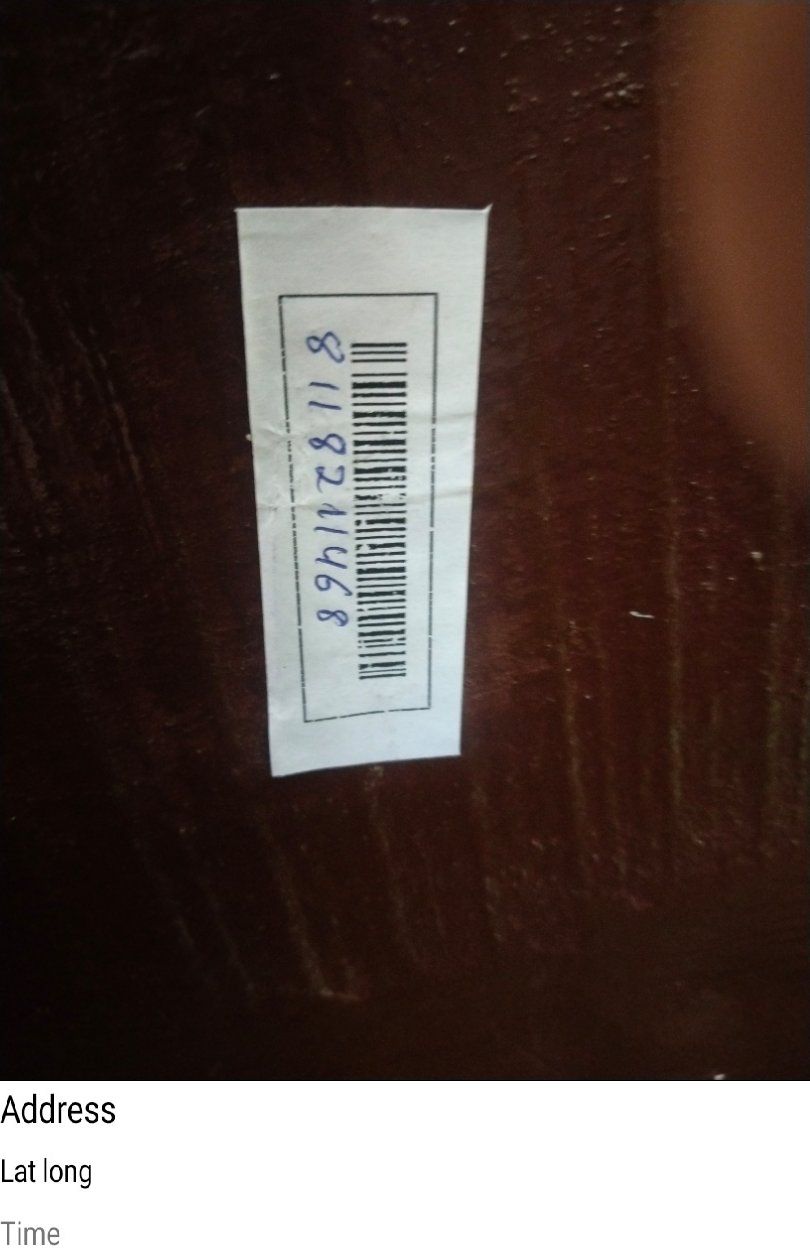 8118211468
Address
Lat long
Time